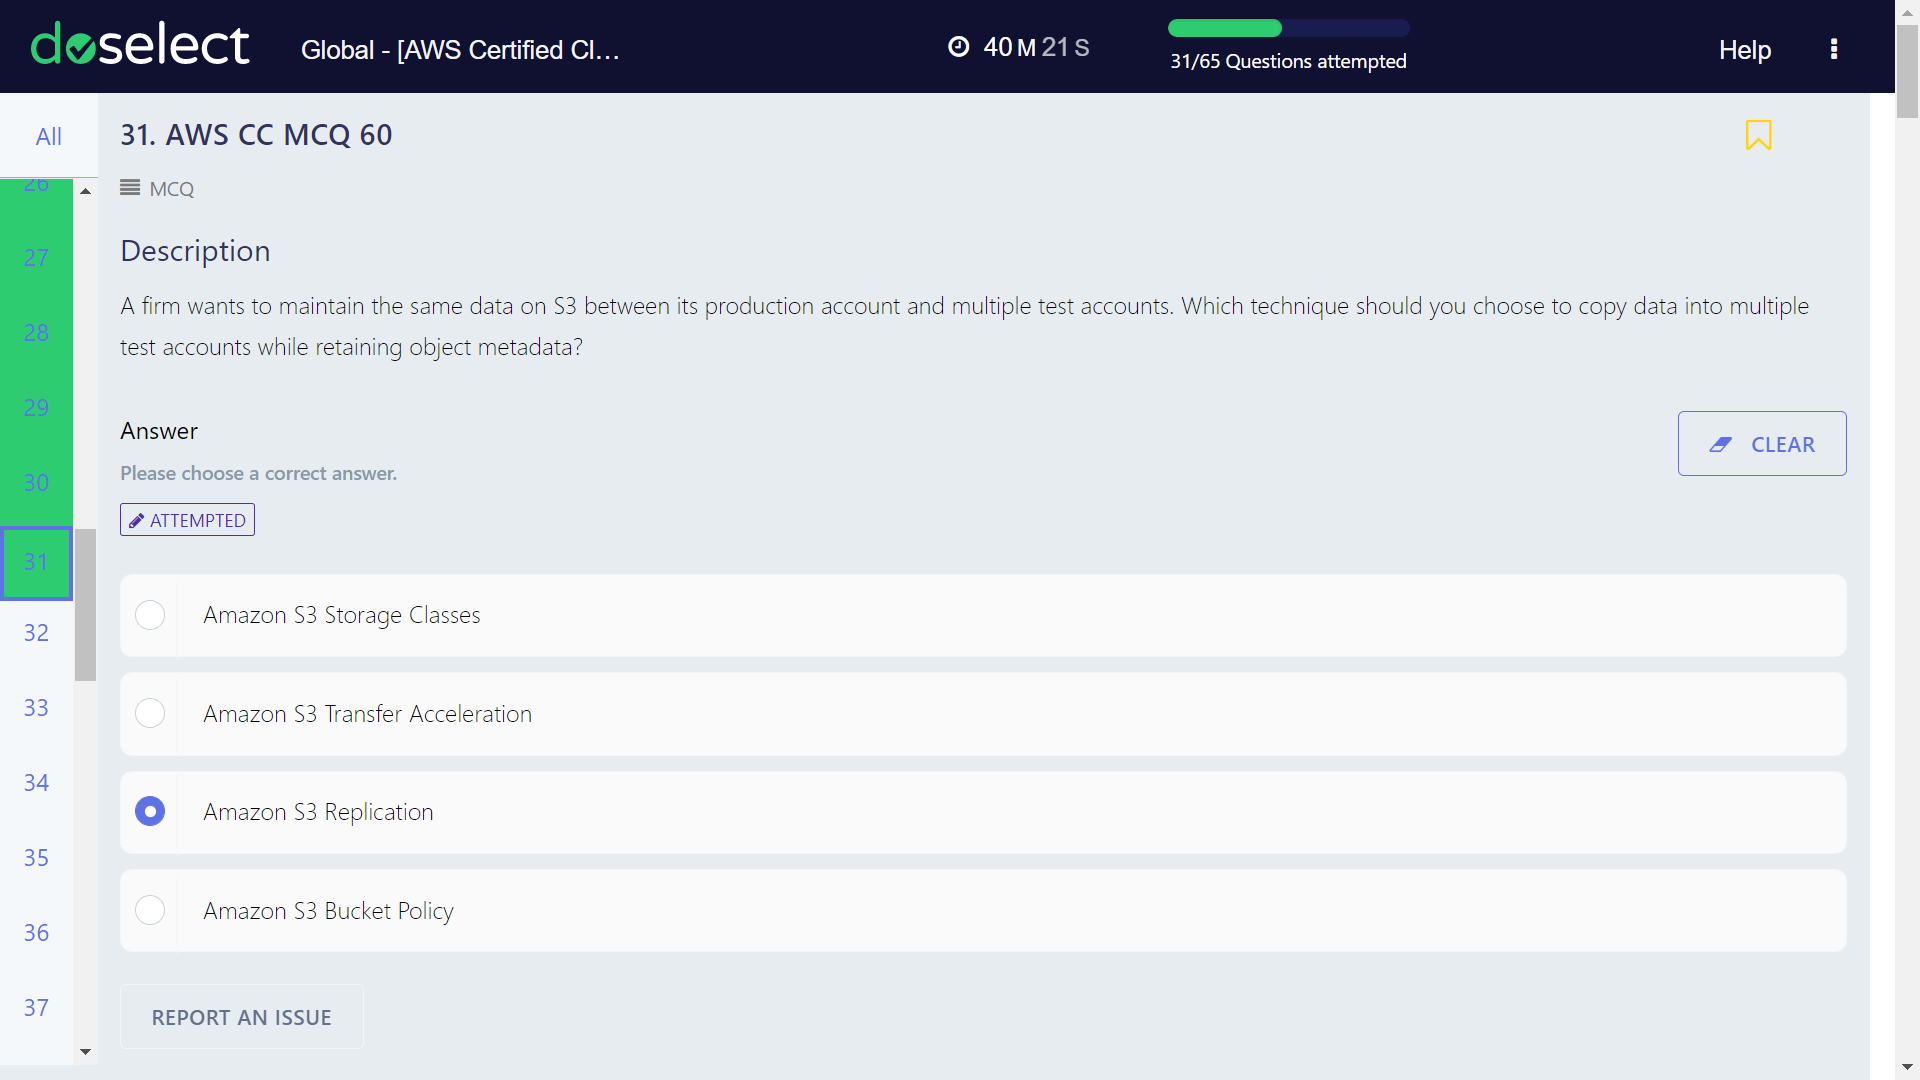 doselect
Global - [AWS Certified Cl...
40 M 21 S
31/65 Questions attempted
Help
All
26
27
28
29
30
31
32
33
34
35
36
37
31. AWS CC MCQ 60
MCQ
Description
A firm wants to maintain the same data on S3 between its production account and multiple test accounts. Which technique should you choose to copy data into multiple
test accounts while retaining object metadata?
Answer
CLEAR
Please choose a correct answer.
ATTEMPTED
Amazon S3 Storage Classes
Amazon S3 Transfer Acceleration
Amazon S3 Replication
Amazon S3 Bucket Policy
REPORT AN ISSUE